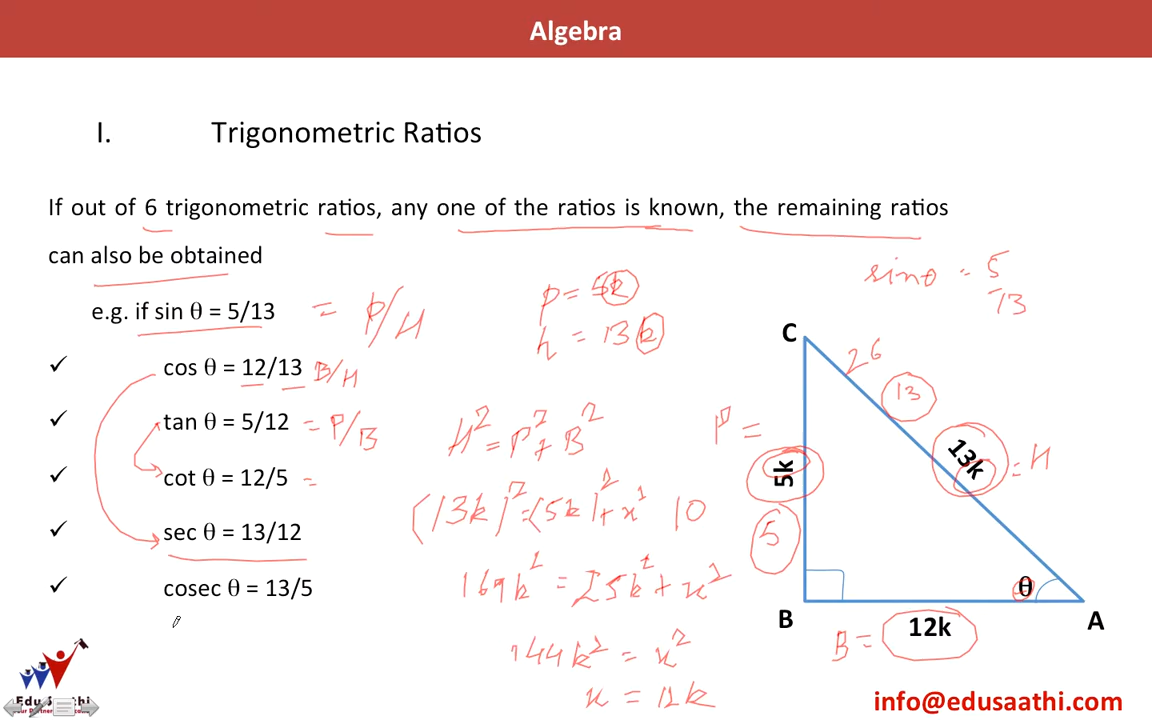 Algebra
I. Trigonometric Ratios
If out of 6 trigonometric ratios, any one of the ratios is known, the remaining ratios
can also be obtained
sinθ = 5/13
e.g. if sin θ = 5/13 = P/H
p = 5k
h = 13k
✓ cos θ = 12/13 B/H
✓ tan θ = 5/12 = P/B
✓ cot θ = 12/5 =
✓ sec θ = 13/12
✓ cosec θ = 13/5
H² = P² + B²
(13k)² = (5k)² + x²
169k² = 25k² + x²
144k² = x²
x = 12k
C
26
13
13k = H
P =
5k
10
5
θ
B
A
B = 12k
Edu Saathi
info@edusaathi.com